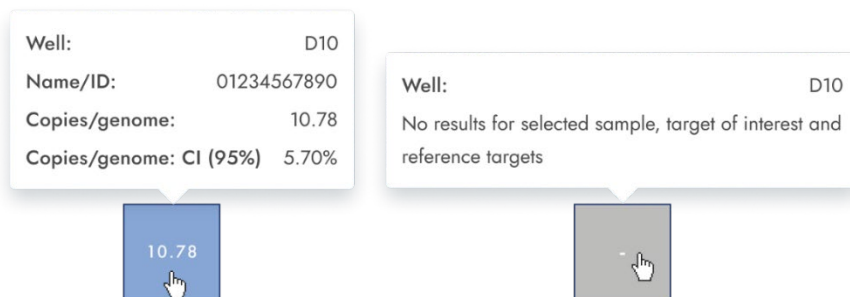 Well: D10
Name/ID: 01234567890
Copies/genome: 10.78
Copies/genome: CI (95%) 5.70%
10.78
Well: D10
No results for selected sample, target of interest and
reference targets
-